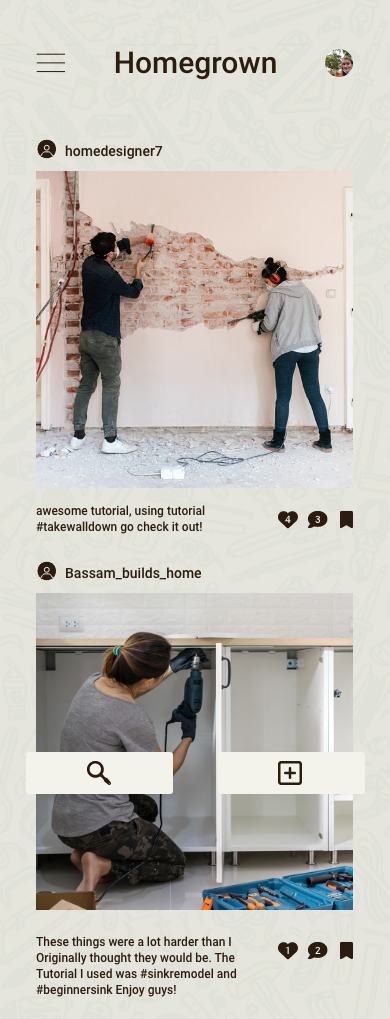 Homegrown
homedesigner7
awesome tutorial, using tutorial
#takewalldown go check it out!
4
3
Bassam_builds_home
These things were a lot harder than I
Originally thought they would be. The
Tutorial I used was #sinkremodel and
#beginnersink Enjoy guys!
1
2